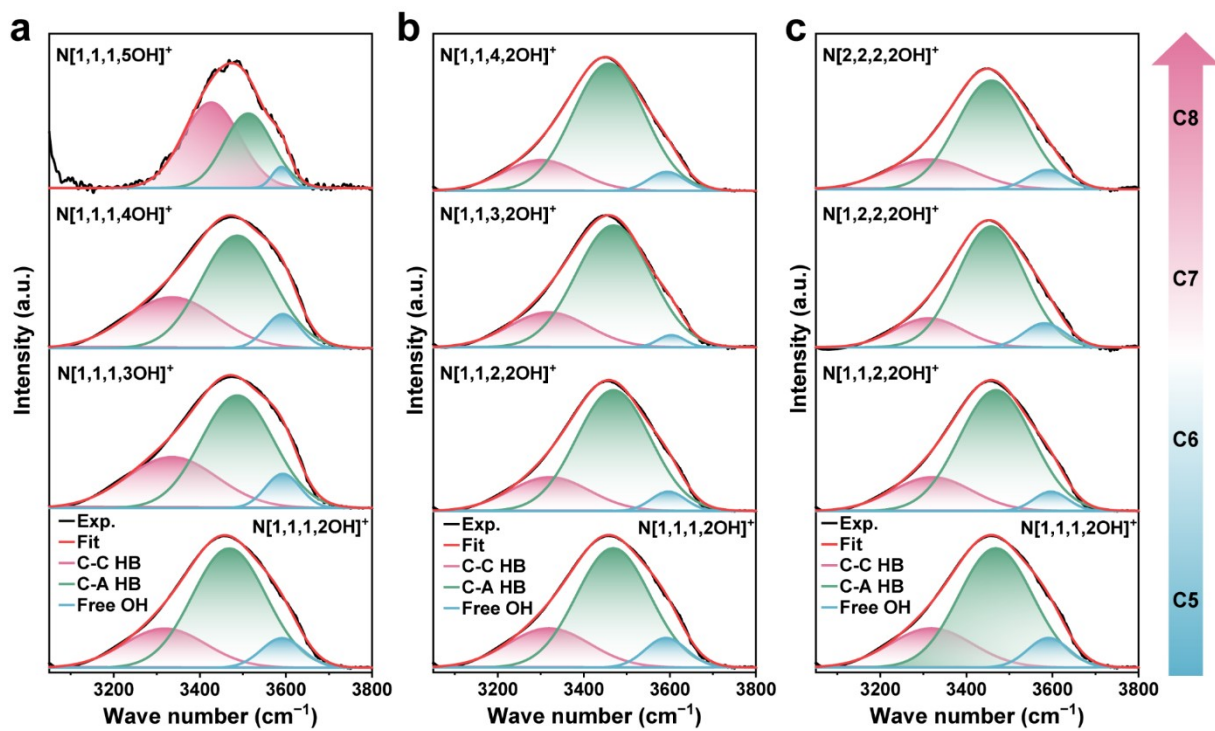 a
N[1,1,1,5OH]⁺
N[1,1,1,4OH]⁺
N[1,1,1,3OH]⁺
N[1,1,1,2OH]⁺
Exp.
Fit
C-C HB
C-A HB
Free OH
Intensity (a.u.)
3200 3400 3600 3800
Wave number (cm⁻¹)
b
N[1,1,4,2OH]⁺
N[1,1,3,2OH]⁺
N[1,1,2,2OH]⁺
N[1,1,1,2OH]⁺
Exp.
Fit
C-C HB
C-A HB
Free OH
Intensity (a.u.)
3200 3400 3600 3800
Wave number (cm⁻¹)
c
N[2,2,2,2OH]⁺
N[1,2,2,2OH]⁺
N[1,1,2,2OH]⁺
N[1,1,1,2OH]⁺
Exp.
Fit
C-C HB
C-A HB
Free OH
Intensity (a.u.)
3200 3400 3600 3800
Wave number (cm⁻¹)
C8
C7
C6
C5